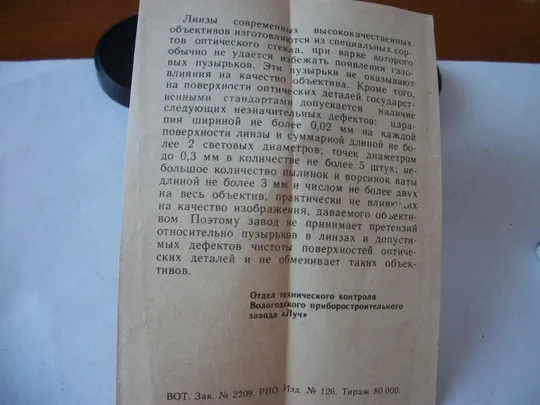 Линзы современных высококачественных
объективов изготовляются из специальных сор-
тов оптического стекла, при варке которого
обычно не удается избежать появления газо-
вых пузырьков. Эти пузырьки не оказывают
влияния на качество объектива. Кроме того,
на поверхности оптических деталей государст-
венными стандартами допускается наличие
следующих незначительных дефектов: цара-
пин шириной не более 0,02 мм на каждой
поверхности линзы и суммарной длиной не бо-
лее 2 световых диаметров; точек диаметром
до 0,3 мм в количестве не более 5 штук; не-
большое количество пылинок и ворсинок ваты
длиной не более 3 мм и числом не более двух
на весь объектив, практически не влияющих
на качество изображения, даваемого объекти-
вом. Поэтому завод не принимает претензий
относительно пузырьков в линзах и допусти-
мых дефектов чистоты поверхностей оптиче-
ских деталей и не обменивает таких объек-
тивов.
Отдел технического контроля
Вологодского приборостроительного
завода «Луч»
ВОТ. Зак. № 2209. РИО Изд. № 126. Тираж 80 000.